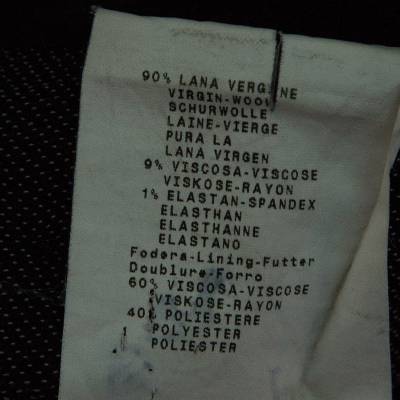 90% LANA VERGINE
VIRGIN-WOOL
SCHURWOLLE
LAINE-VIERGE
PURA LA
LANA VIRGEN
9% VISCOSA-VISCOSE
VISKOSE-RAYON
1% ELASTAN-SPANDEX
ELASTHAN
ELASTHANNE
ELASTANO
Fodera-Lining-Futter
Doublure-Forro
60% VISCOSA-VISCOSE
VISKOSE-RAYON
40% POLIESTERE
POLYESTER
POLIESTER